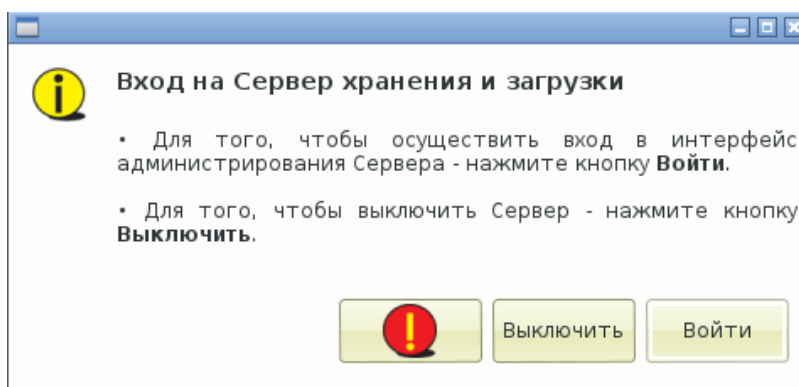 Вход на Сервер хранения и загрузки
• Для того, чтобы осуществить вход в интерфейс
администрирования Сервера - нажмите кнопку Войти.
• Для того, чтобы выключить Сервер - нажмите кнопку
Выключить.
Выключить Войти